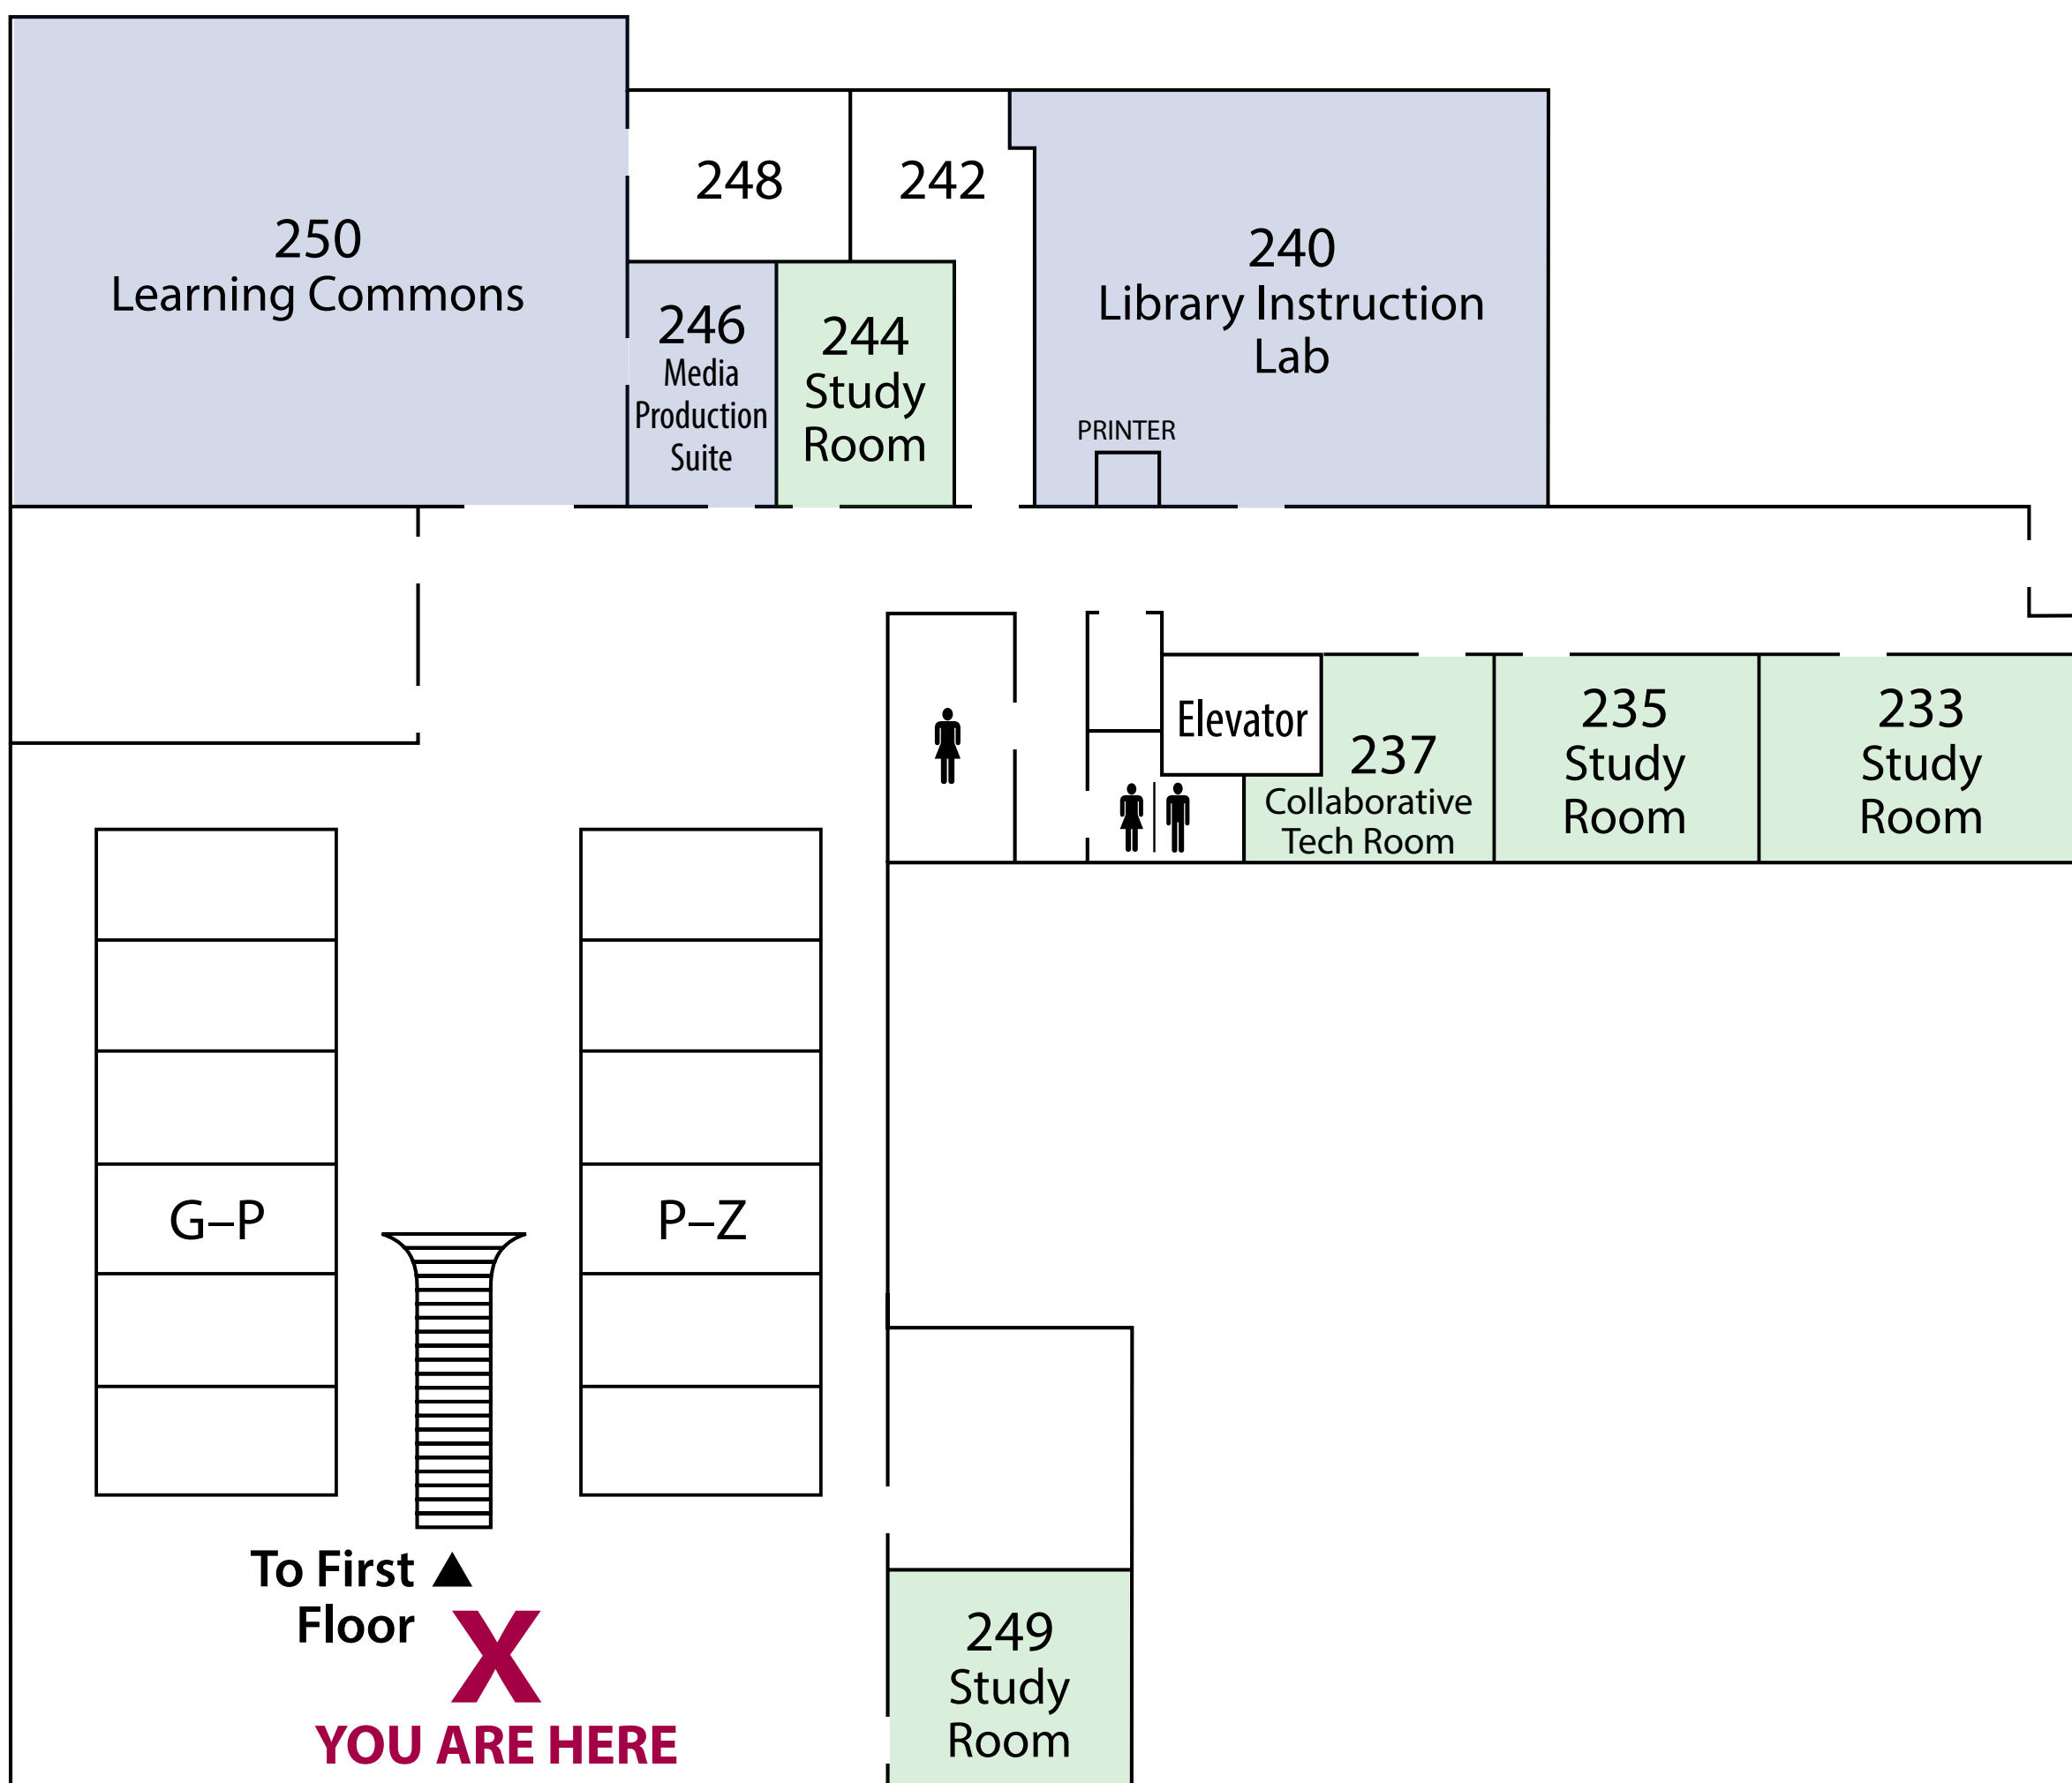 250
Learning Commons
248
242
246
Media
Production
Suite
244
Study
Room
240
Library Instruction
Lab
PRINTER
Elevator
237
Collaborative
Tech Room
235
Study
Room
233
Study
Room
G–P
P–Z
To First
Floor
X
YOU ARE HERE
249
Study
Room